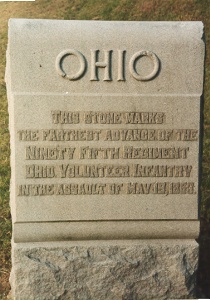 OHIO
THIS STONE MARKS
THE FARTHEST ADVANCE OF THE
NINETY FIFTH REGIMENT
OHIO VOLUNTEER INFANTRY
IN THE ASSAULT OF MAY 19, 1863.